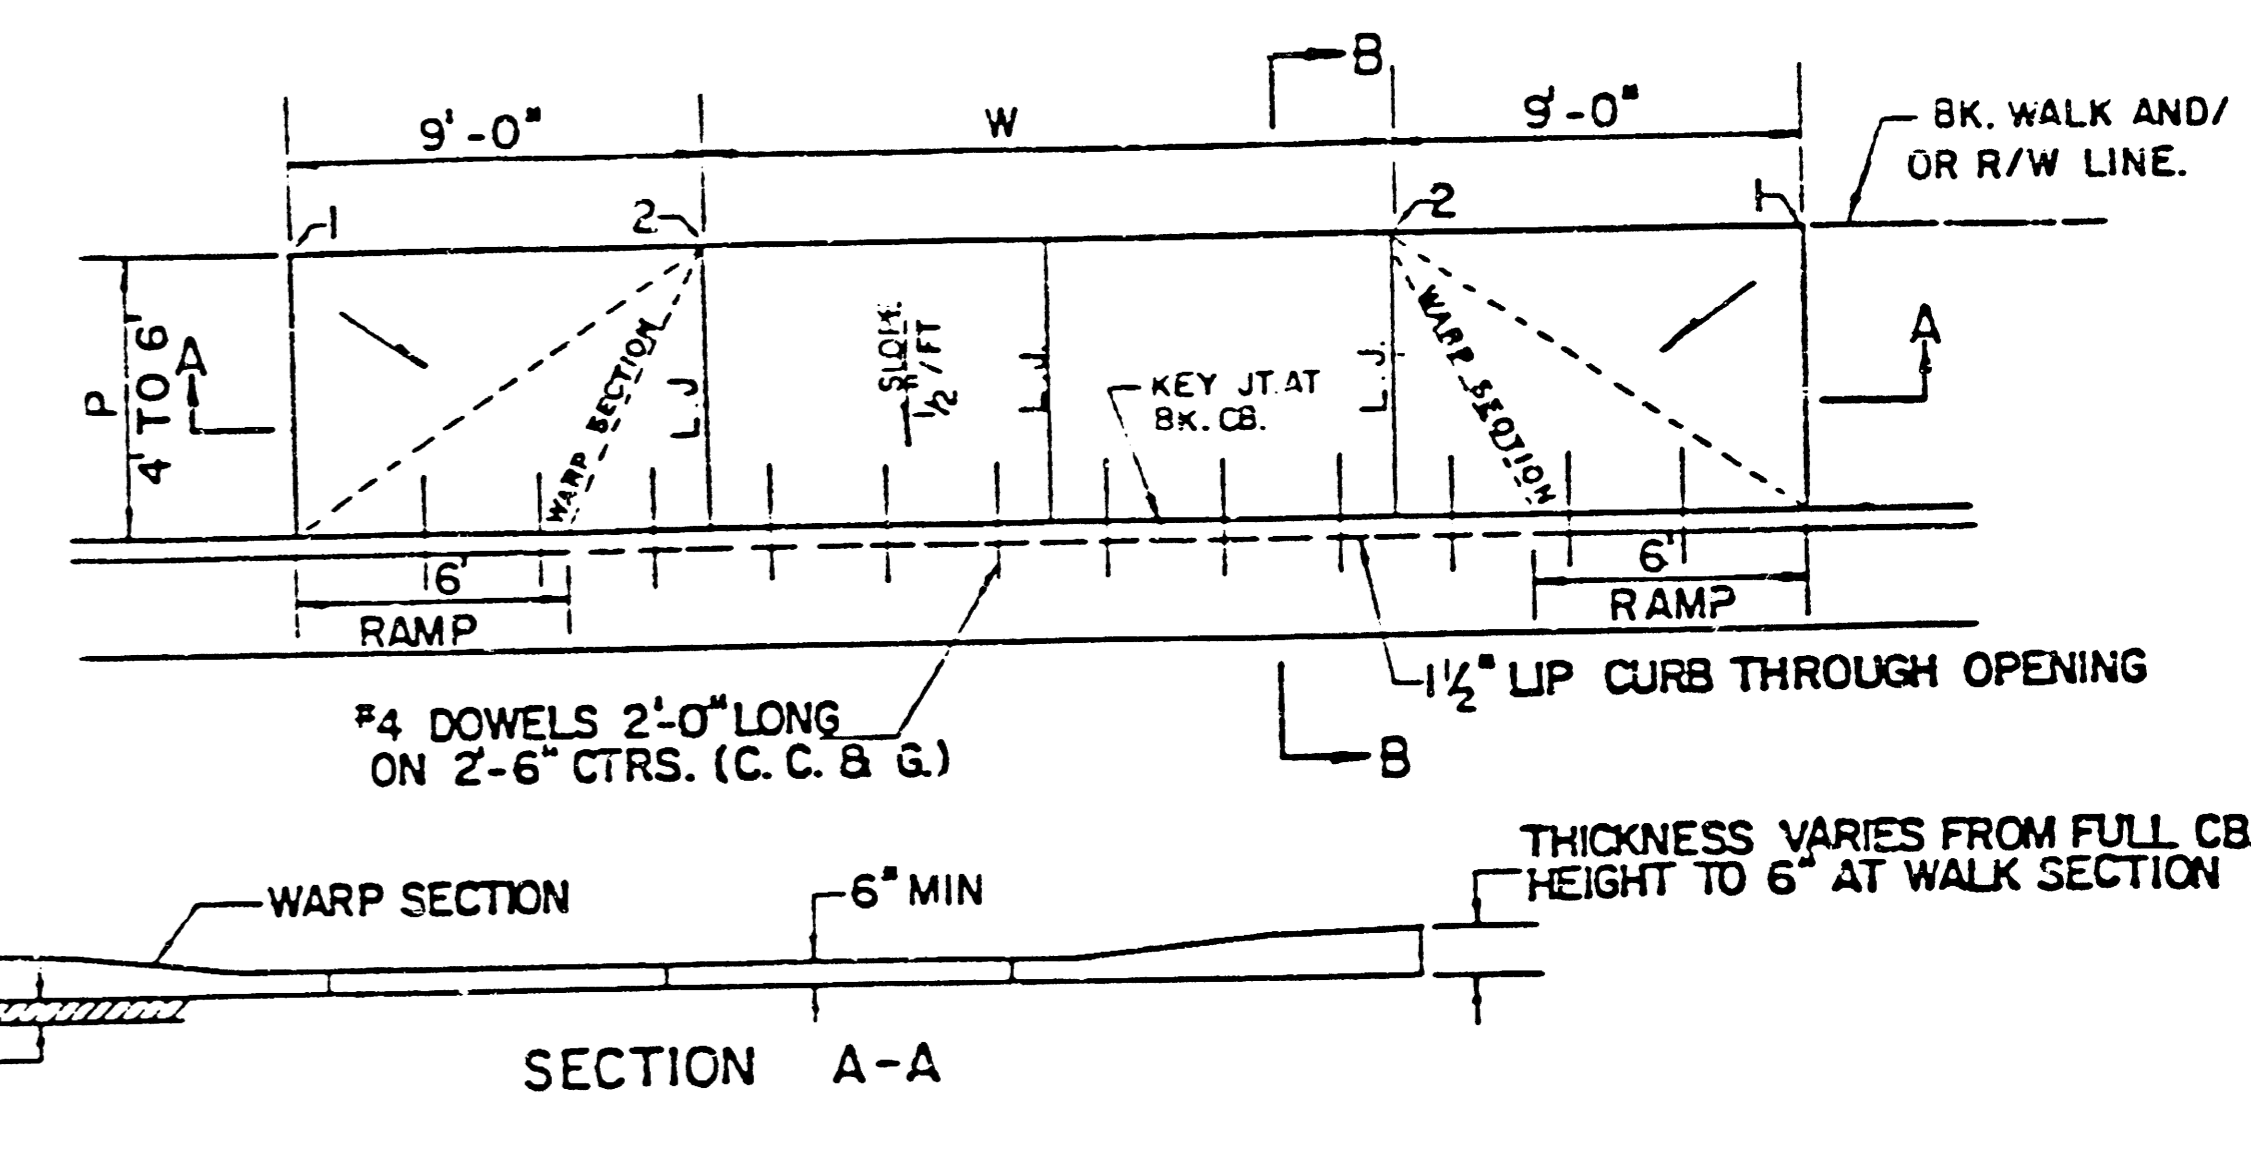 B
9'-0"
W
9'-0"
BK. WALK AND/
OR R/W LINE.
1
2
2
1
P
4' TO 6'
A
WARP SECTION
L.J.
SLOPE
1/2"/FT
L.J.
KEY JT. AT
BK. CB.
L.J.
WARP SECTION
A
6'
RAMP
6'
RAMP
1 1/2" LIP CURB THROUGH OPENING
#4 DOWELS 2'-0" LONG
ON 2'-6" CTRS. (C. C. & G.)
B
THICKNESS VARIES FROM FULL CB.
HEIGHT TO 6" AT WALK SECTION
WARP SECTION
6" MIN
SECTION A-A